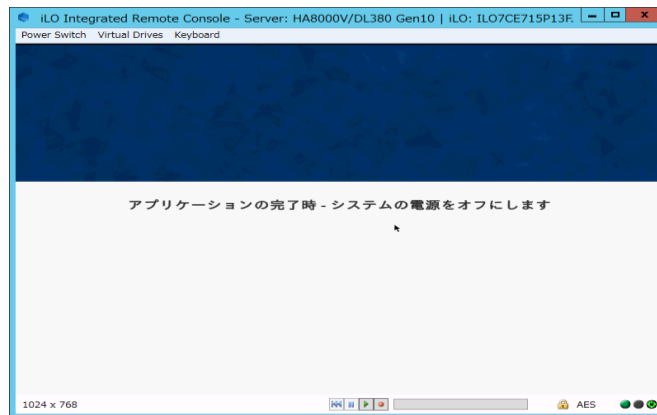 iLO Integrated Remote Console - Server: HA8000V/DL380 Gen10 | iLO: ILO7CE715P13F.
Power Switch Virtual Drives Keyboard
アプリケーションの完了時 - システムの電源をオフにします
1024 x 768
AES